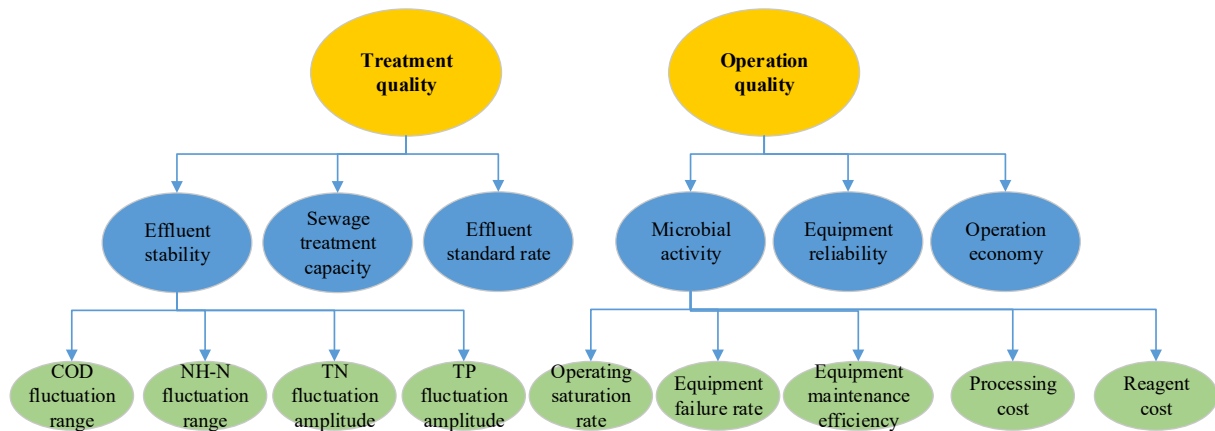 Treatment
quality
Operation
quality
Effluent
stability
Sewage
treatment
capacity
Effluent
standard rate
Microbial
activity
Equipment
reliability
Operation
economy
COD
fluctuation
range
NH-N
fluctuation
range
TN
fluctuation
amplitude
TP
fluctuation
amplitude
Operating
saturation
rate
Equipment
failure rate
Equipment
maintenance
efficiency
Processing
cost
Reagent
cost